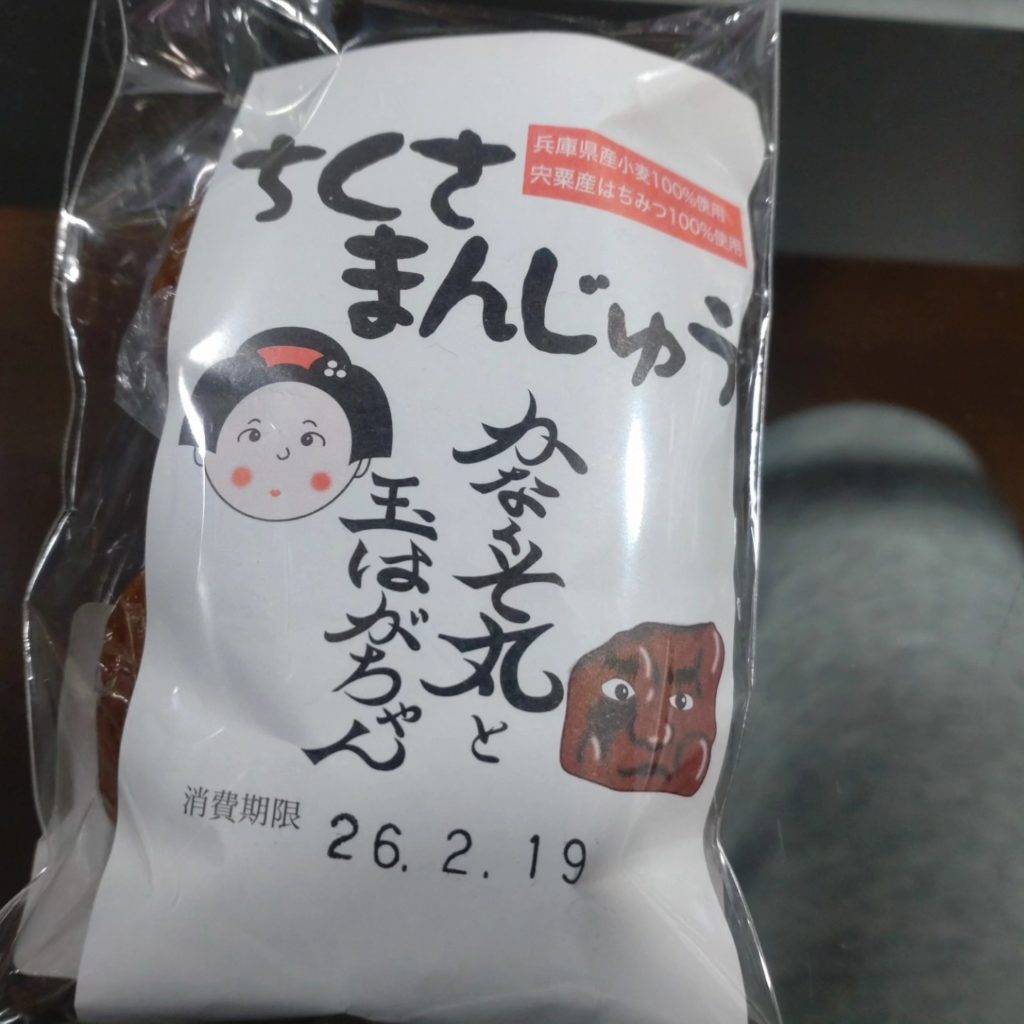 ちくさ
まんじゅう
兵庫県産小麦100%使用
宍粟産はちみつ100%使用
かなくそ丸と
玉はがちゃん
消費期限
26.2.19